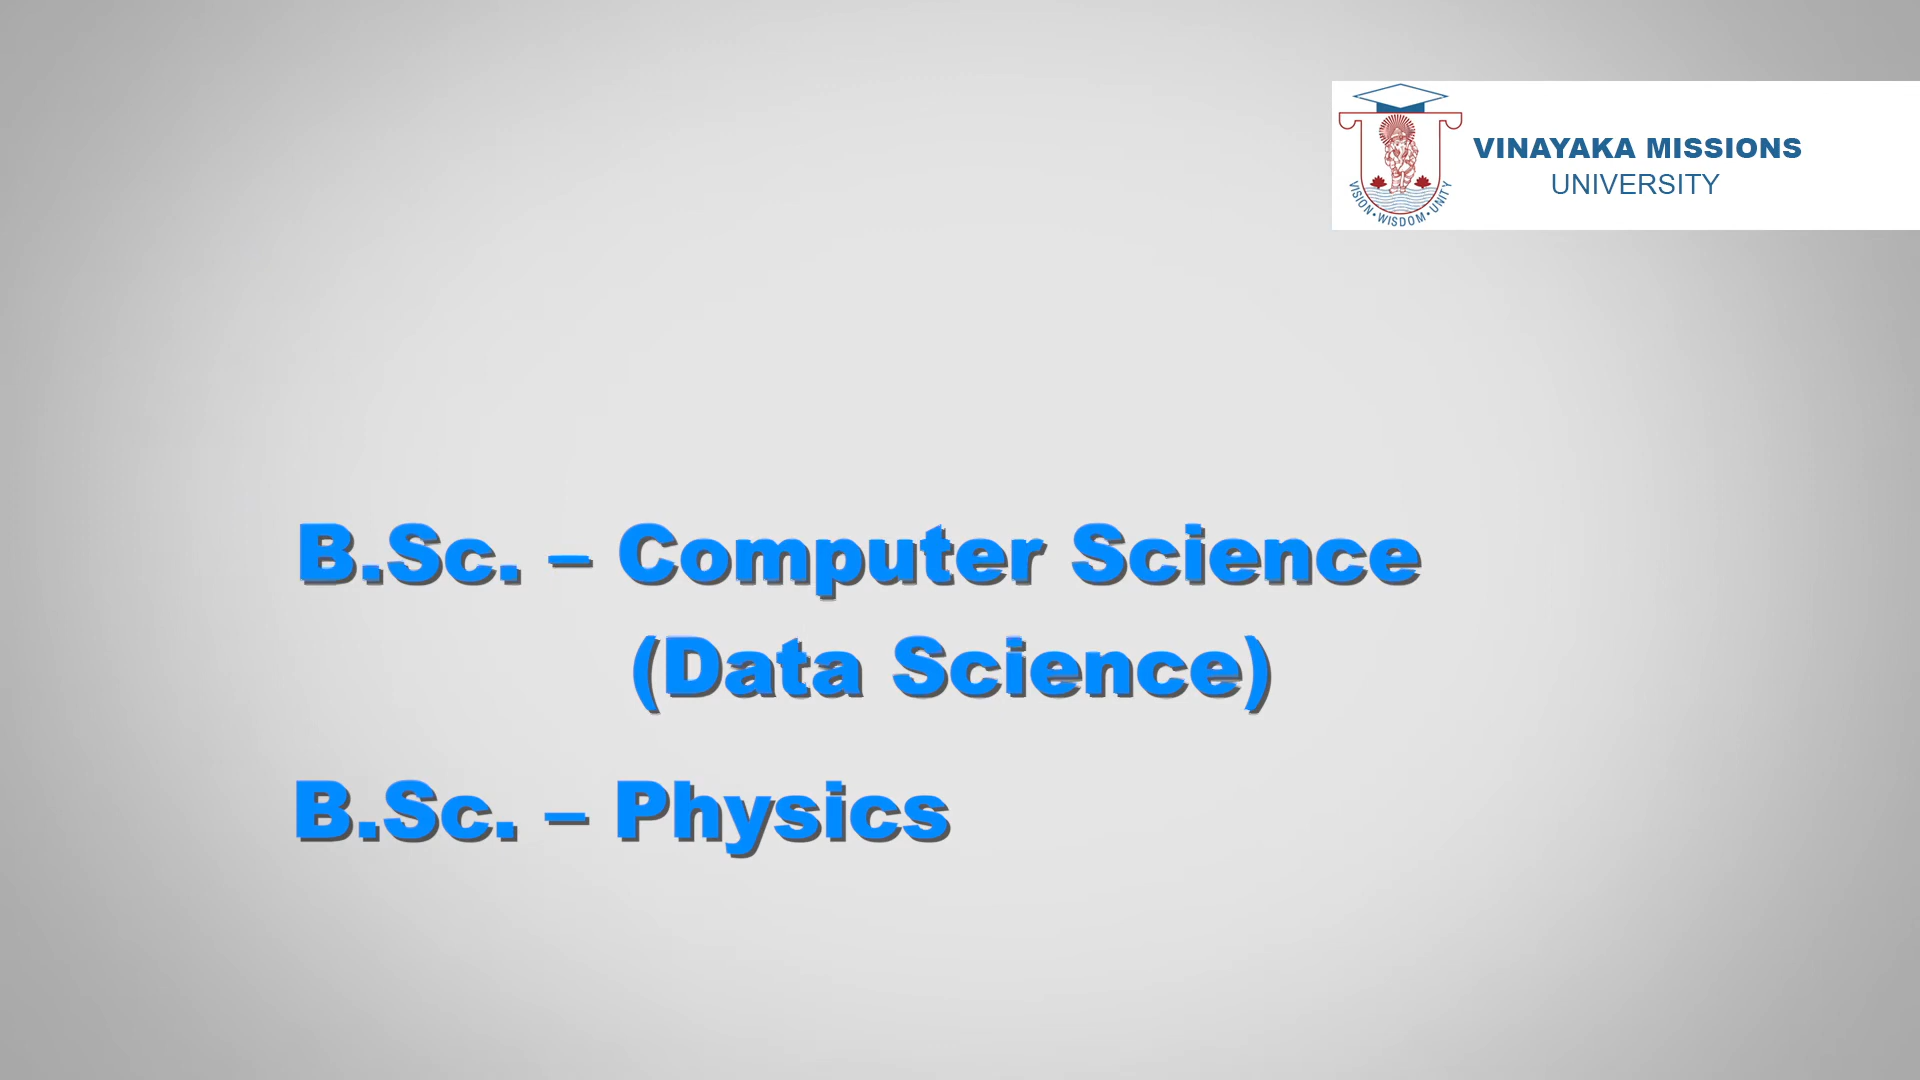 VINAYAKA MISSIONS
UNIVERSITY
VISION • WISDOM • UNITY
B.Sc. – Computer Science
(Data Science)
B.Sc. – Physics